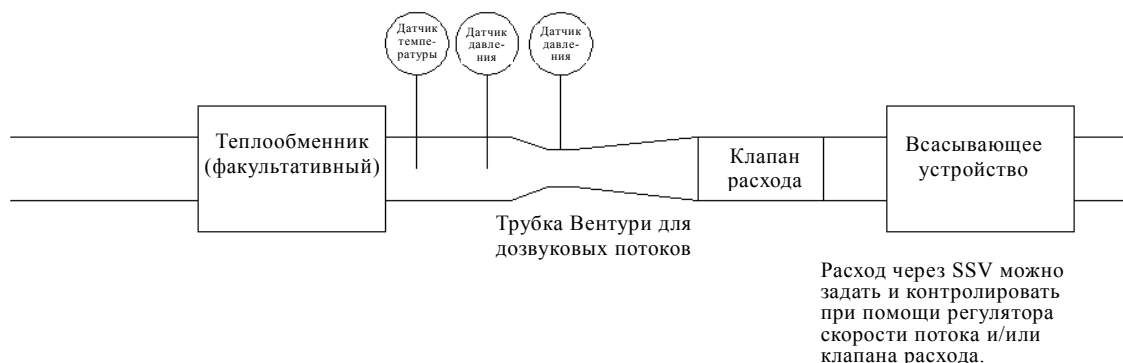 Датчик
темпе-
ратуры
Датчик
давле-
ния
Датчик
давле-
ния
Теплообменник
(факультативный)
Клапан
расхода
Всасывающее
устройство
Трубка Вентури для
дозвуковых потоков
Расход через SSV можно
задать и контролировать
при помощи регулятора
скорости потока и/или
клапана расхода.